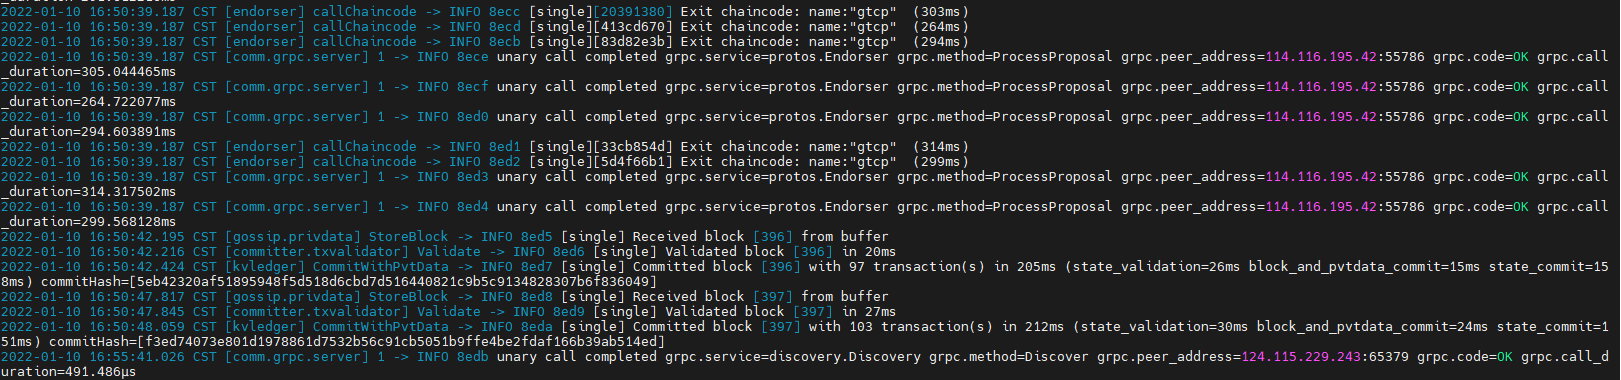 2022-01-10 16:50:39.187 CST [endorser] callChaincode -> INFO 8ecc [single][20391380] Exit chaincode: name:"gtcp"  (303ms)
2022-01-10 16:50:39.187 CST [endorser] callChaincode -> INFO 8ecd [single][413cd670] Exit chaincode: name:"gtcp"  (264ms)
2022-01-10 16:50:39.187 CST [endorser] callChaincode -> INFO 8ecb [single][83d82e3b] Exit chaincode: name:"gtcp"  (294ms)
2022-01-10 16:50:39.187 CST [comm.grpc.server] 1 -> INFO 8ece unary call completed grpc.service=protos.Endorser grpc.method=ProcessProposal grpc.peer_address=114.116.195.42:55786 grpc.code=OK grpc.call
_duration=305.044465ms
2022-01-10 16:50:39.187 CST [comm.grpc.server] 1 -> INFO 8ecf unary call completed grpc.service=protos.Endorser grpc.method=ProcessProposal grpc.peer_address=114.116.195.42:55786 grpc.code=OK grpc.call
_duration=264.722077ms
2022-01-10 16:50:39.187 CST [comm.grpc.server] 1 -> INFO 8ed0 unary call completed grpc.service=protos.Endorser grpc.method=ProcessProposal grpc.peer_address=114.116.195.42:55786 grpc.code=OK grpc.call
_duration=294.603891ms
2022-01-10 16:50:39.187 CST [endorser] callChaincode -> INFO 8ed1 [single][33cb854d] Exit chaincode: name:"gtcp"  (314ms)
2022-01-10 16:50:39.187 CST [endorser] callChaincode -> INFO 8ed2 [single][5d4f66b1] Exit chaincode: name:"gtcp"  (299ms)
2022-01-10 16:50:39.187 CST [comm.grpc.server] 1 -> INFO 8ed3 unary call completed grpc.service=protos.Endorser grpc.method=ProcessProposal grpc.peer_address=114.116.195.42:55786 grpc.code=OK grpc.call
_duration=314.317502ms
2022-01-10 16:50:39.187 CST [comm.grpc.server] 1 -> INFO 8ed4 unary call completed grpc.service=protos.Endorser grpc.method=ProcessProposal grpc.peer_address=114.116.195.42:55786 grpc.code=OK grpc.call
_duration=299.568128ms
2022-01-10 16:50:42.195 CST [gossip.privdata] StoreBlock -> INFO 8ed5 [single] Received block [396] from buffer
2022-01-10 16:50:42.216 CST [committer.txvalidator] Validate -> INFO 8ed6 [single] Validated block [396] in 20ms
2022-01-10 16:50:42.424 CST [kvledger] CommitWithPvtData -> INFO 8ed7 [single] Committed block [396] with 97 transaction(s) in 205ms (state_validation=26ms block_and_pvtdata_commit=15ms state_commit=15
8ms) commitHash=[5eb42320af51895948f5d518d6cbd7d516440821c9b5c9134828307b6f836049]
2022-01-10 16:50:47.817 CST [gossip.privdata] StoreBlock -> INFO 8ed8 [single] Received block [397] from buffer
2022-01-10 16:50:47.845 CST [committer.txvalidator] Validate -> INFO 8ed9 [single] Validated block [397] in 27ms
2022-01-10 16:50:48.059 CST [kvledger] CommitWithPvtData -> INFO 8eda [single] Committed block [397] with 103 transaction(s) in 212ms (state_validation=30ms block_and_pvtdata_commit=24ms state_commit=1
51ms) commitHash=[f3ed74073e801d1978861d7532b56c91cb5051b9ffe4be2fdaf166b39ab514ed]
2022-01-10 16:55:41.026 CST [comm.grpc.server] 1 -> INFO 8edb unary call completed grpc.service=discovery.Discovery grpc.method=Discover grpc.peer_address=124.115.229.243:65379 grpc.code=OK grpc.call_d
uration=491.486µs